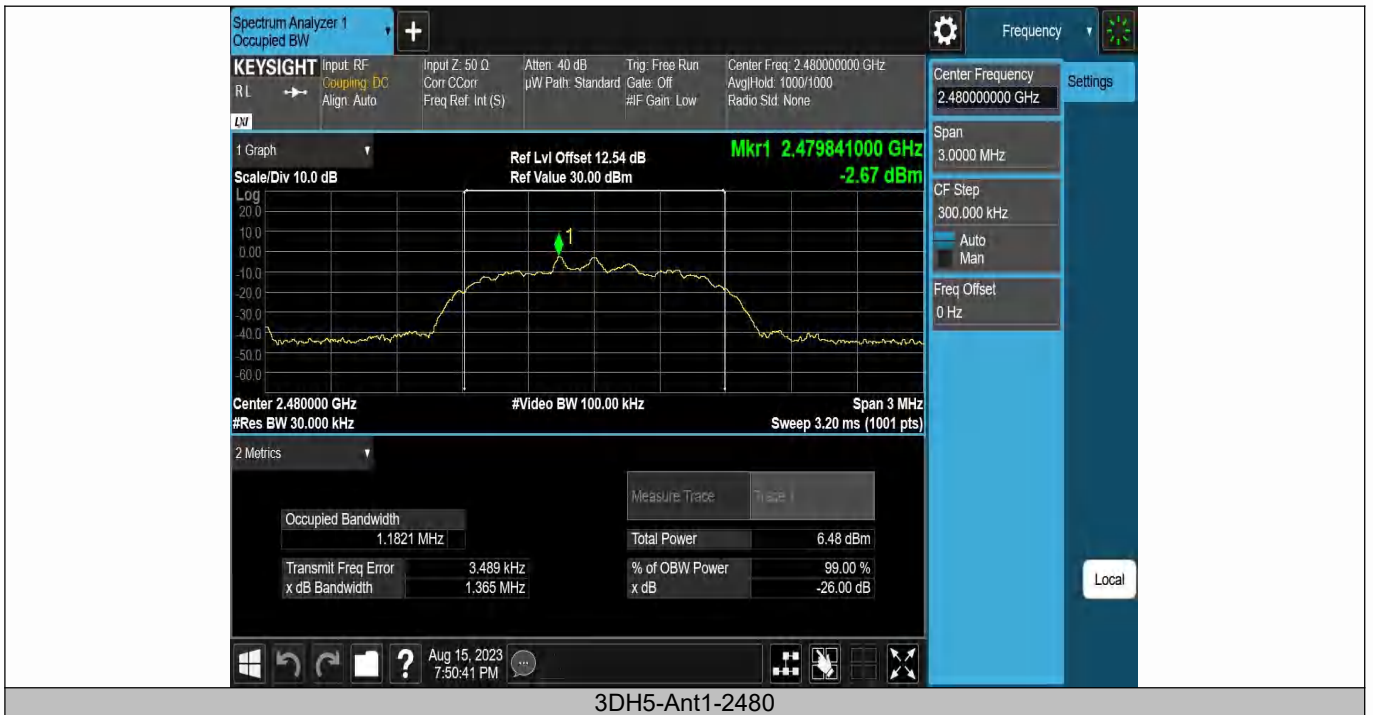 Spectrum Analyzer 1
Occupied BW
Frequency
KEYSIGHT
R L
LXI
Input: RF
Coupling: DC
Align: Auto
Input Z: 50 Ω
Corr CCorr
Freq Ref: Int (S)
Atten: 40 dB
µW Path: Standard
Trig: Free Run
Gate: Off
#IF Gain: Low
Center Freq: 2.480000000 GHz
Avg|Hold: 1000/1000
Radio Std: None
Center Frequency
2.480000000 GHz
Settings
Span
3.0000 MHz
CF Step
300.000 kHz
Auto
Man
Freq Offset
0 Hz
1 Graph
Scale/Div 10.0 dB
Ref Lvl Offset 12.54 dB
Ref Value 30.00 dBm
Mkr1 2.479841000 GHz
-2.67 dBm
Log
20.0
10.0
0.00
-10.0
-20.0
-30.0
-40.0
-50.0
-60.0
1
Center 2.480000 GHz
#Video BW 100.00 kHz
Span 3 MHz
#Res BW 30.000 kHz
Sweep 3.20 ms (1001 pts)
2 Metrics
Measure Trace
Trace 1
Occupied Bandwidth
1.1821 MHz
Total Power
6.48 dBm
Transmit Freq Error
3.489 kHz
% of OBW Power
99.00 %
x dB Bandwidth
1.365 MHz
x dB
-26.00 dB
Local
?
Aug 15, 2023
7:50:41 PM
3DH5-Ant1-2480